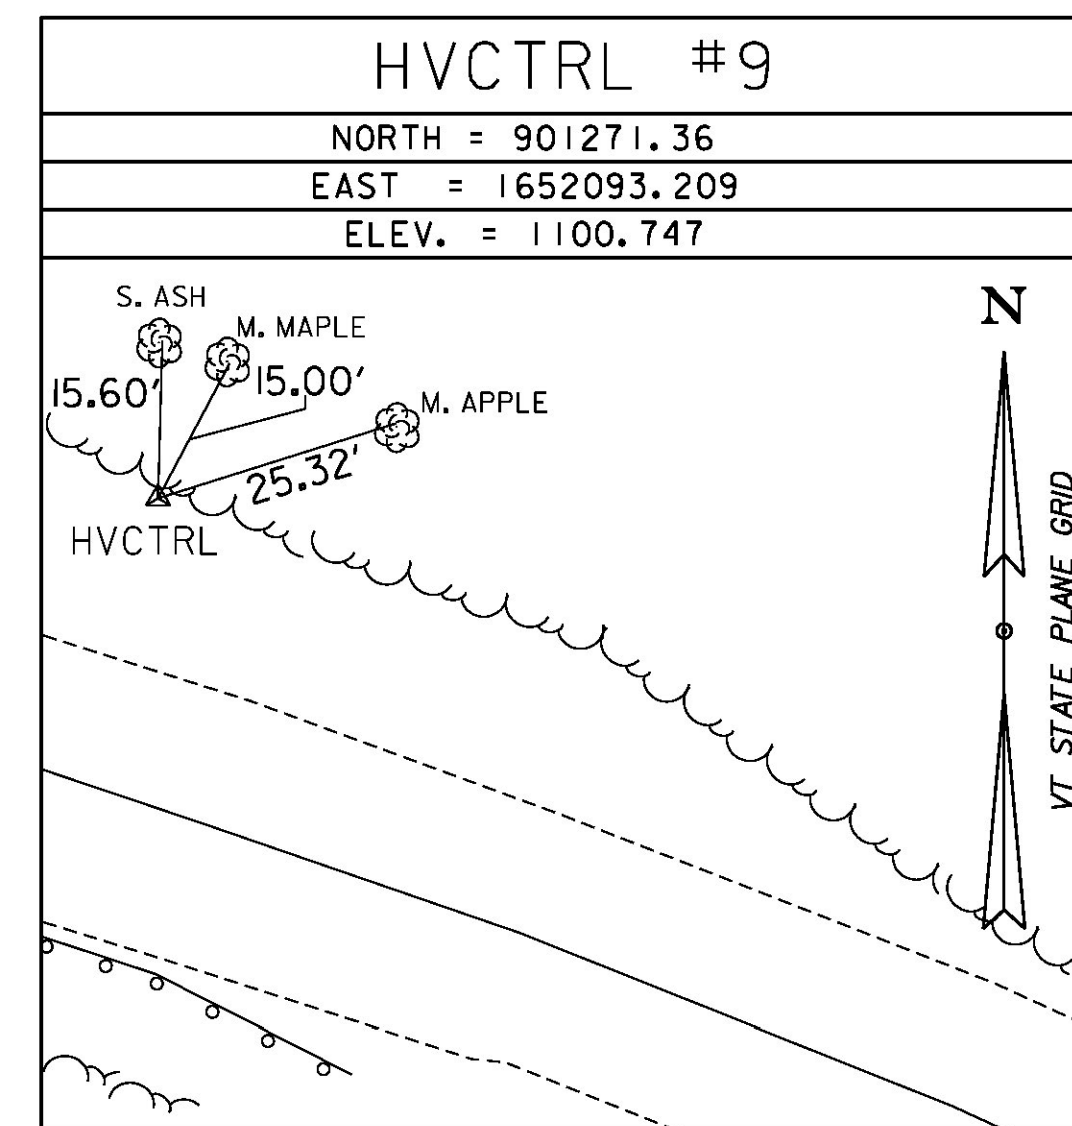 HVCTRL #9
NORTH = 901271.36
EAST = 1652093.209
ELEV. = 1100.747
S. ASH
M. MAPLE
N
15.60'
15.00'
M. APPLE
25.32'
HVCTRL
VT STATE PLANE GRID